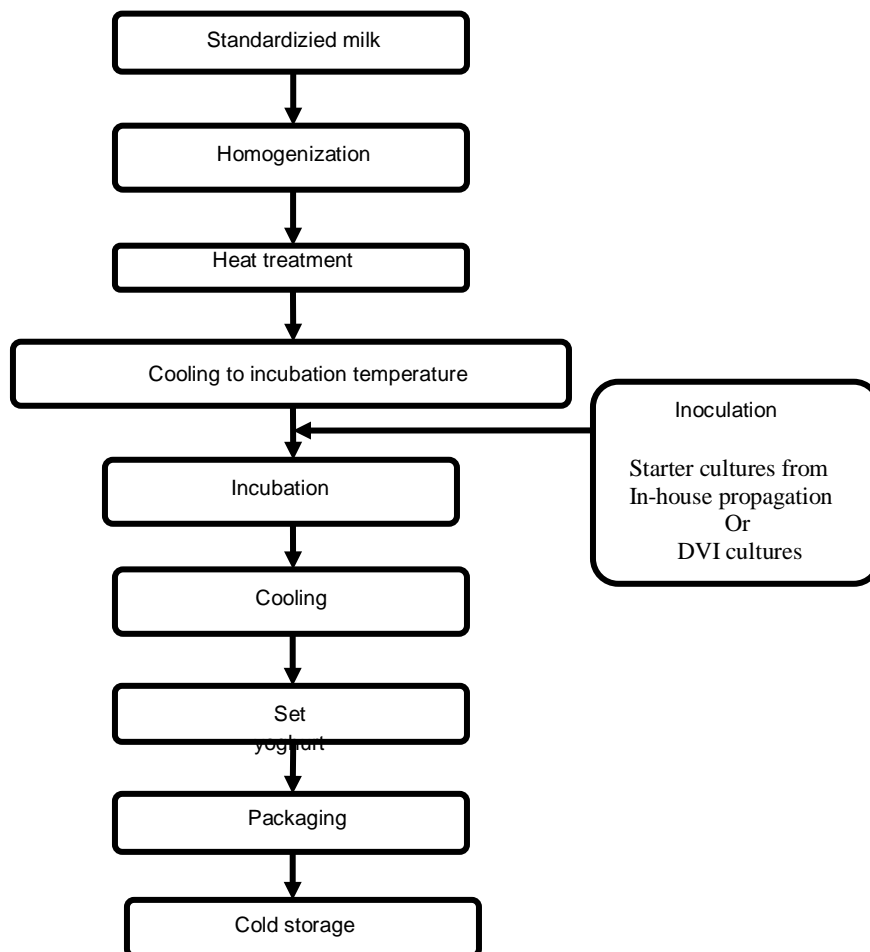 Standardizied milk
Homogenization
Heat treatment
Cooling to incubation temperature
Inoculation
Starter cultures from
In-house propagation
Or
DVI cultures
Incubation
Cooling
Set
yoghurt
Packaging
Cold storage